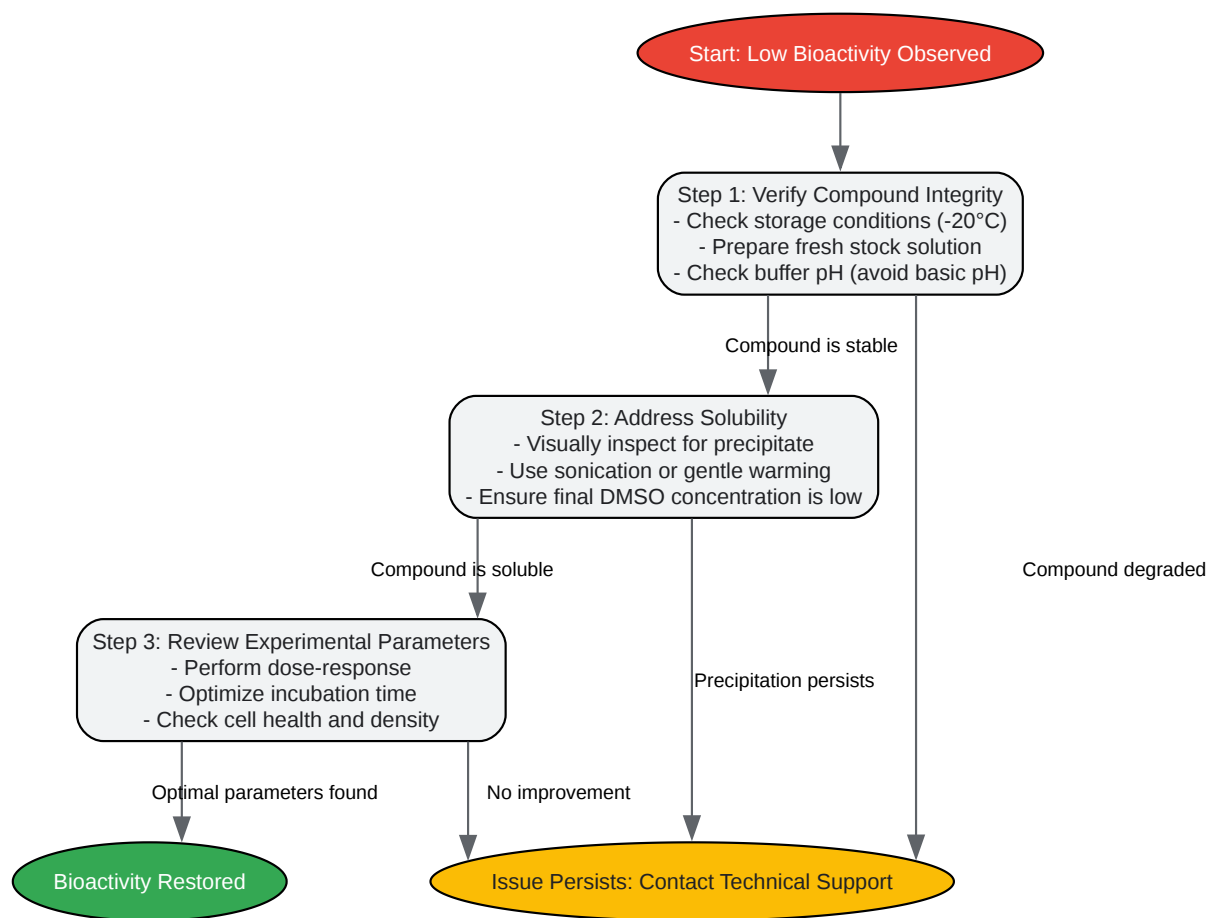 Start: Low Bioactivity Observed
Step 1: Verify Compound Integrity
- Check storage conditions (-20°C)
- Prepare fresh stock solution
- Check buffer pH (avoid basic pH)
Compound is stable
Step 2: Address Solubility
- Visually inspect for precipitate
- Use sonication or gentle warming
- Ensure final DMSO concentration is low
Compound is soluble
Compound degraded
Step 3: Review Experimental Parameters
- Perform dose-response
- Optimize incubation time
- Check cell health and density
Precipitation persists
Optimal parameters found
No improvement
Bioactivity Restored
Issue Persists: Contact Technical Support